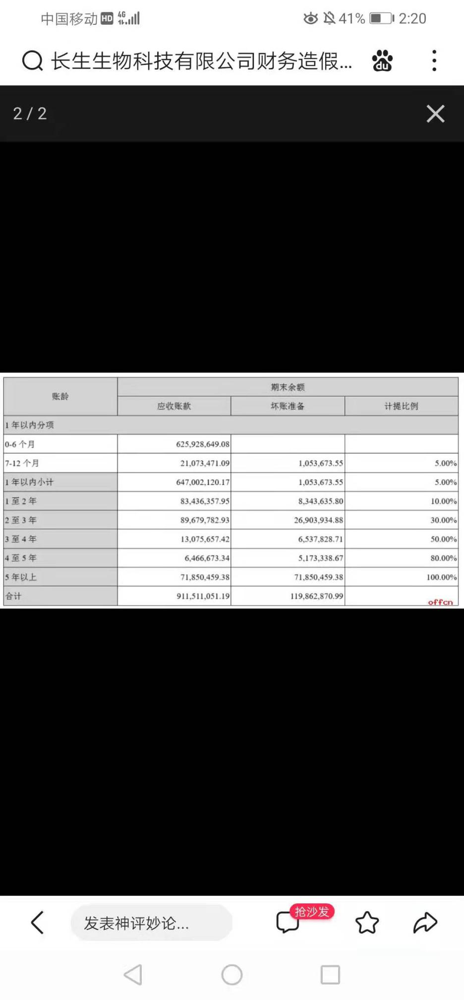 中国移动 HD 4G 41% 2:20
长生生物科技有限公司财务造假... du
2 / 2
账龄 期末余额
应收账款 坏账准备 计提比例
1 年以内分项
0-6 个月 625,928,649.08
7-12 个月 21,073,471.09 1,053,673.55 5.00%
1 年以内小计 647,002,120.17 1,053,673.55 5.00%
1 至 2 年 83,436,357.95 8,343,635.80 10.00%
2 至 3 年 89,679,782.93 26,903,934.88 30.00%
3 至 4 年 13,075,657.42 6,537,828.71 50.00%
4 至 5 年 6,466,673.34 5,173,338.67 80.00%
5 年以上 71,850,459.38 71,850,459.38 100.00%
合计 911,511,051.19 119,862,870.99
offcn
发表神评妙论... 抢沙发